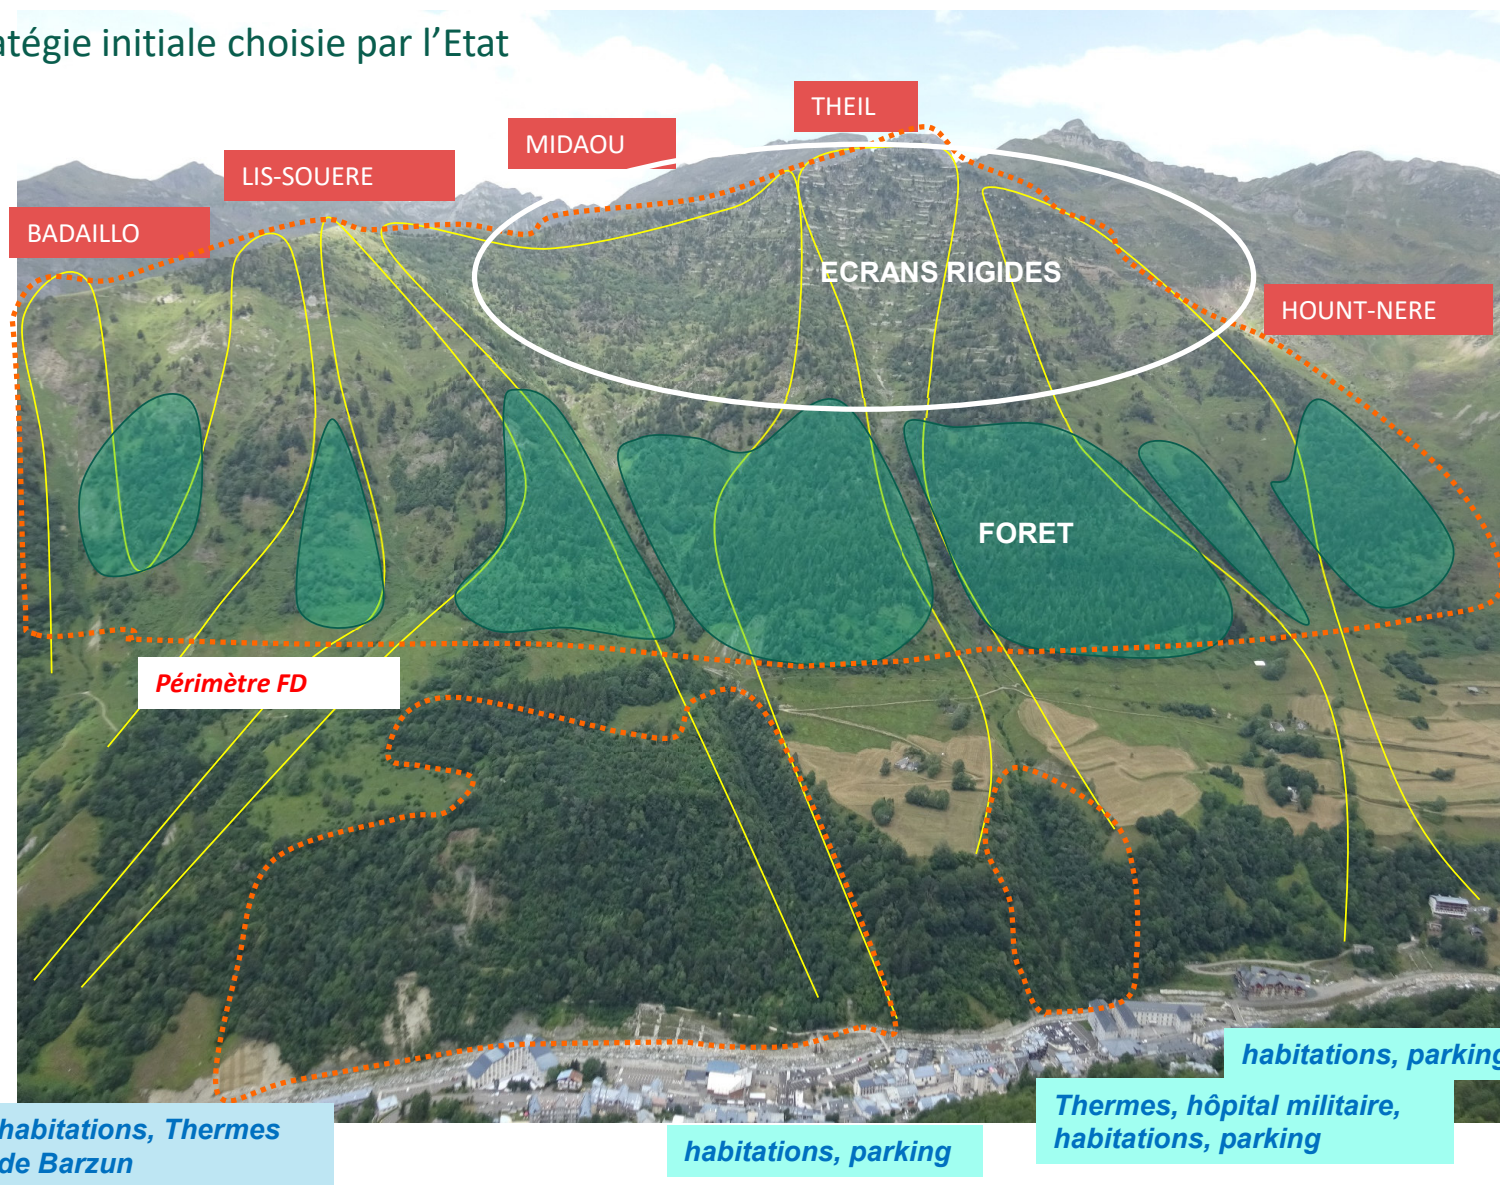 atégie initiale choisie par l’Etat
THEIL
MIDAOU
LIS-SOUERE
BADAILLO
ECRANS RIGIDES
HOUNT-NERE
FORET
Périmètre FD
habitations, parking
Thermes, hôpital militaire,
habitations, parking
habitations, Thermes
de Barzun
habitations, parking